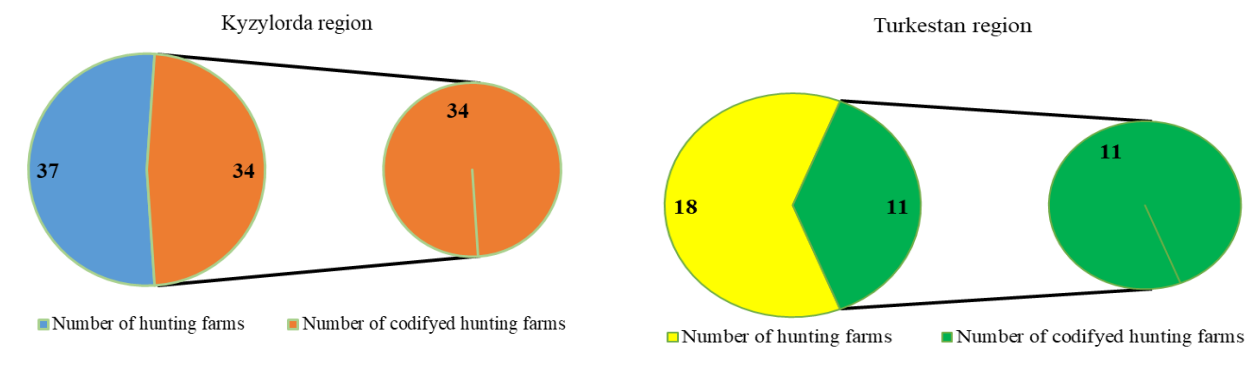 Kyzylorda region
37
34
34
Number of hunting farms
Number of codifyed hunting farms
Turkestan region
18
11
11
Number of hunting farms
Number of codifyed hunting farms